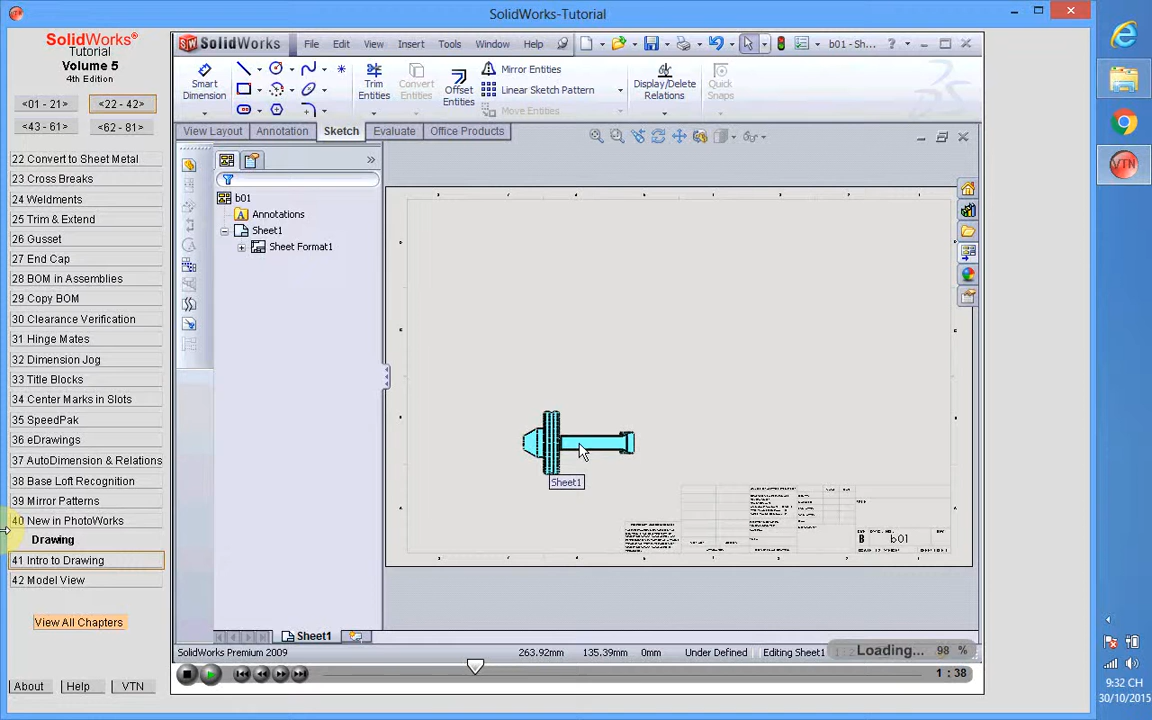 SolidWorks-Tutorial
SolidWorks®
Tutorial
Volume 5
4th Edition
<01 - 21>
<22 - 42>
<43 - 61>
<62 - 81>
22 Convert to Sheet Metal
23 Cross Breaks
24 Weldments
25 Trim & Extend
26 Gusset
27 End Cap
28 BOM in Assemblies
29 Copy BOM
30 Clearance Verification
31 Hinge Mates
32 Dimension Jog
33 Title Blocks
34 Center Marks in Slots
35 SpeedPak
36 eDrawings
37 AutoDimension & Relations
38 Base Loft Recognition
39 Mirror Patterns
40 New in PhotoWorks
Drawing
41 Intro to Drawing
42 Model View
View All Chapters
About
Help
VTN
SolidWorks
File
Edit
View
Insert
Tools
Window
Help
b01 - Sh...
Smart
Dimension
Trim
Entities
Convert
Entities
Offset
Entities
Mirror Entities
Linear Sketch Pattern
Move Entities
Display/Delete
Relations
Quick
Snaps
View Layout
Annotation
Sketch
Evaluate
Office Products
b01
Annotations
Sheet1
Sheet Format1
Sheet1
B
b01
Sheet1
SolidWorks Premium 2009
263.92mm
135.39mm
0mm
Under Defined
Editing Sheet1
Loading... 98 %
1 : 38
VTN
9:32 CH
30/10/2015